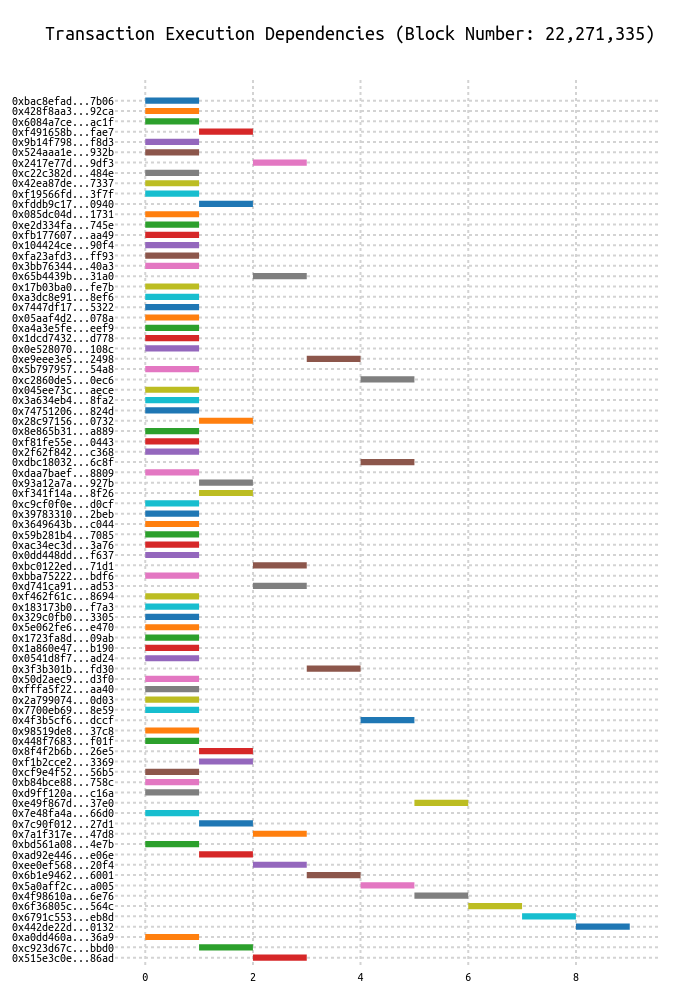 Transaction Execution Dependencies (Block Number: 22,271,335)
0xbac8efad...7b06
0x428f8aa3...92ca
0x6084a7ce...ac1f
0xf491658b...fae7
0x9b14f798...f8d3
0x524aaa1e...932b
0x2417e77d...9df3
0xc22c382d...484e
0x42ea87de...7337
0xf19566fd...3f7f
0xfddb9c17...0940
0x085dc04d...1731
0xe2d334fa...745e
0xfb177607...aa49
0x104424ce...90f4
0xfa23afd3...ff93
0x3bb76344...40a3
0x65b4439b...31a0
0x17b03ba0...fe7b
0xa3dc8e91...8ef6
0x7447df17...5322
0x05aaf4d2...078a
0xa4a3e5fe...eef9
0x1dcd7432...d778
0x0e528070...108c
0xe9eee3e5...2498
0x5b797957...54a8
0xc2860de5...0ec6
0x045ee73c...aece
0x3a634eb4...8fa2
0x74751206...824d
0x28c97156...0732
0x8e865b31...a889
0xf81fe55e...0443
0x2f62f842...c368
0xdbc18032...6c8f
0xdaa7baef...8809
0x93a12a7a...927b
0xf341f14a...8f26
0xc9cf0f0e...d0cf
0x39783310...2beb
0x3649643b...c044
0x59b281b4...7085
0xac34ec3d...3a76
0x0dd448dd...f637
0xbc0122ed...71d1
0xbba75222...bdf6
0xd741ca91...ad53
0xf462f61c...8694
0x183173b0...f7a3
0x329c0fb0...3305
0x5e062fe6...e470
0x1723fa8d...09ab
0x1a860e47...b190
0x0541d8f7...ad24
0x3f3b301b...fd30
0x50d2aec9...d3f0
0xfffa5f22...aa40
0x2a799074...0d03
0x7700eb69...8e59
0x4f3b5cf6...dccf
0x98519de8...37c8
0x448f7683...f01f
0x8f4f2b6b...26e5
0xf1b2cce2...3369
0xcf9e4f52...56b5
0xb84bce88...758c
0xd9ff120a...c16a
0xe49f867d...37e0
0x7e48fa4a...66d0
0x7c90f012...27d1
0x7a1f317e...47d8
0xbd561a08...4e7b
0xad92e446...e06e
0xee0ef568...20f4
0x6b1e9462...6001
0x5a0aff2c...a005
0x4f98610a...6e76
0x6f36805c...564c
0x6791c553...eb8d
0x442de22d...0132
0xa0dd460a...36a9
0xc923d67c...bbd0
0x515e3c0e...86ad
0 2 4 6 8